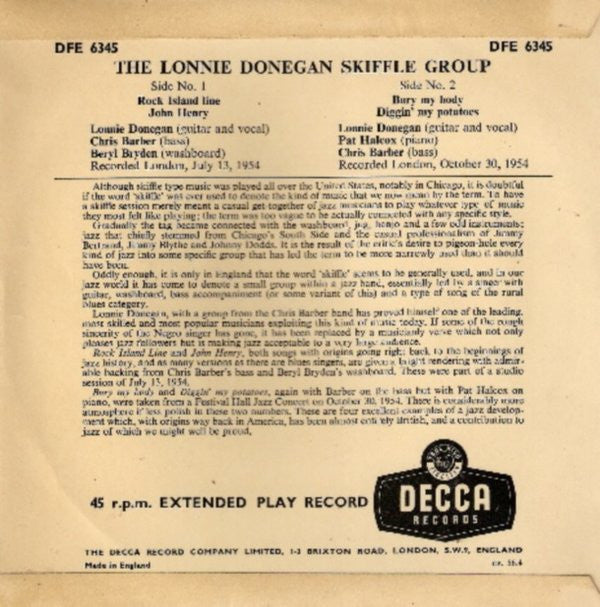 DFE 6345 DFE 6345
THE LONNIE DONEGAN SKIFFLE GROUP
Side No. 1 Side No. 2
Rock Island line Bury my body
John Henry Diggin' my potatoes
Lonnie Donegan (guitar and vocal) Lonnie Donegan (guitar and vocal)
Chris Barber (bass) Pat Halcox (piano)
Beryl Bryden (washboard) Chris Barber (bass)
Recorded London, July 13, 1954 Recorded London, October 30, 1954
Although skiffle type music was played all over the United States, notably in Chicago, it is doubtful
if the word 'skiffle' was ever used to denote the kind of music that we now mean by the term. To have
a skiffle session merely meant a casual get-together of jazz musicians to play whatever type of music
they most felt like playing; the term was too vague to be actually connected with any specific style.
Gradually the tag became connected with the washboard, jug, banjo and a few old instruments;
jazz that chiefly stemmed from Chicago's South Side and the casual professionalism of Jimmy
Bertrand, Jimmy Blythe and Johnny Dodds. It is the result of the critic's desire to pigeon-hole every
kind of jazz into some specific group that has led the term to be more narrowly used than it should
have been.
Oddly enough, it is only in England that the word 'skiffle' seems to be generally used, and in our
jazz world it has come to denote a small group within a jazz band, essentially led by a singer with
guitar, washboard, bass accompaniment (or some variant of this) and a type of song of the rural
blues category.
Lonnie Donegan, with a group from the Chris Barber band has proved himself one of the leading,
most skilled and most popular musicians exploiting this kind of music today. If some of the rough
sincerity of the Negro singer has gone, it has been replaced by a musicianly verve which not only
pleases jazz followers but is making jazz acceptable to a very large audience.
Rock Island Line and John Henry, both songs with origins going right back to the beginnings of
jazz history, and as many versions as there are blues singers, are given a bright rendering with admir-
able backing from Chris Barber's bass and Beryl Bryden's washboard. These were part of a studio
session of July 13, 1954.
Bury my body and Diggin' my potatoes, again with Barber on the bass but with Pat Halcox on
piano, were taken from a Festival Hall Jazz Concert on October 30, 1954. There is considerably more
atmosphere if less polish in these two numbers. These are four excellent examples of a jazz develop-
ment which, with origins way back in America, has been almost entirely British, and a contribution to
jazz of which we might well be proud.
45 r.p.m. EXTENDED PLAY RECORD
DECCA
RECORDS
THE DECCA RECORD COMPANY LIMITED, 1-3 BRIXTON ROAD, LONDON, S.W.9, ENGLAND
Made in England